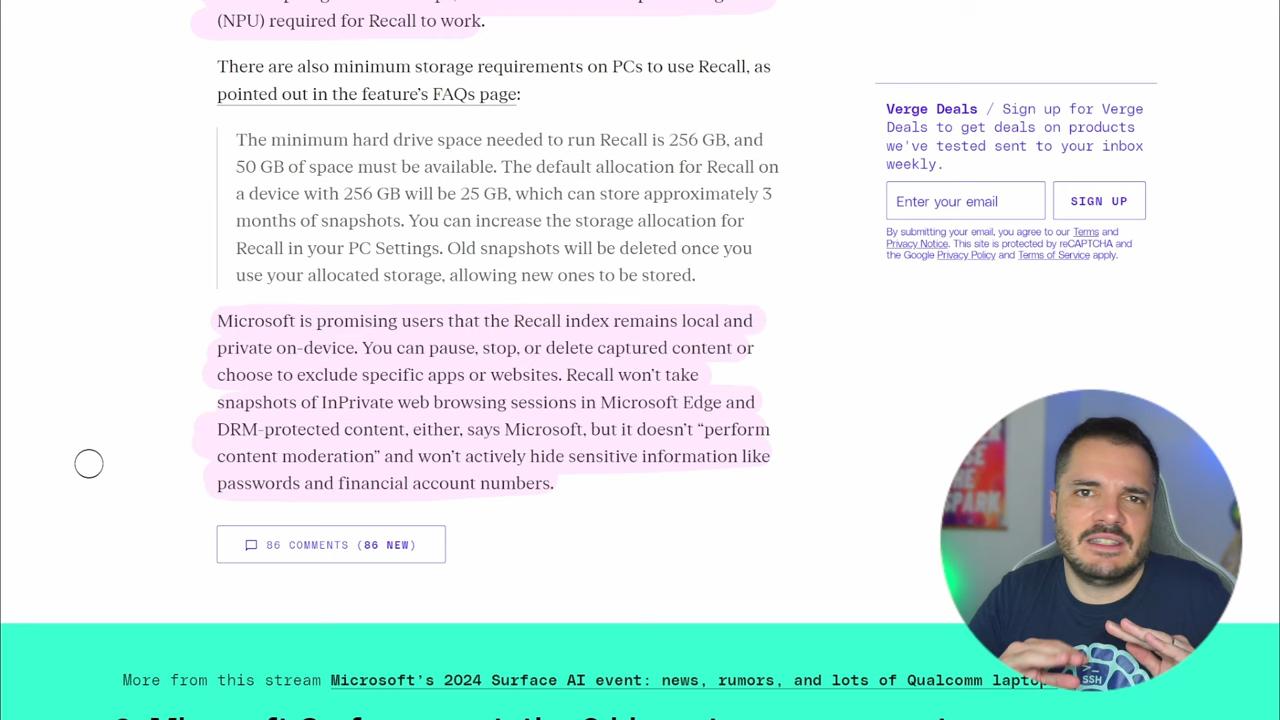 (NPU) required for Recall to work.
There are also minimum storage requirements on PCs to use Recall, as
pointed out in the feature's FAQs page:
The minimum hard drive space needed to run Recall is 256 GB, and
50 GB of space must be available. The default allocation for Recall on
a device with 256 GB will be 25 GB, which can store approximately 3
months of snapshots. You can increase the storage allocation for
Recall in your PC Settings. Old snapshots will be deleted once you
use your allocated storage, allowing new ones to be stored.
Microsoft is promising users that the Recall index remains local and
private on-device. You can pause, stop, or delete captured content or
choose to exclude specific apps or websites. Recall won't take
snapshots of InPrivate web browsing sessions in Microsoft Edge and
DRM-protected content, either, says Microsoft, but it doesn't “perform
content moderation” and won't actively hide sensitive information like
passwords and financial account numbers.
86 COMMENTS (86 NEW)
Verge Deals / Sign up for Verge
Deals to get deals on products
we've tested sent to your inbox
weekly.
Enter your email
SIGN UP
By submitting your email, you agree to our Terms and
Privacy Notice. This site is protected by reCAPTCHA and
the Google Privacy Policy and Terms of Service apply.
THE
SPARK
>_
SSH
More from this stream Microsoft's 2024 Surface AI event: news, rumors, and lots of Qualcomm laptop